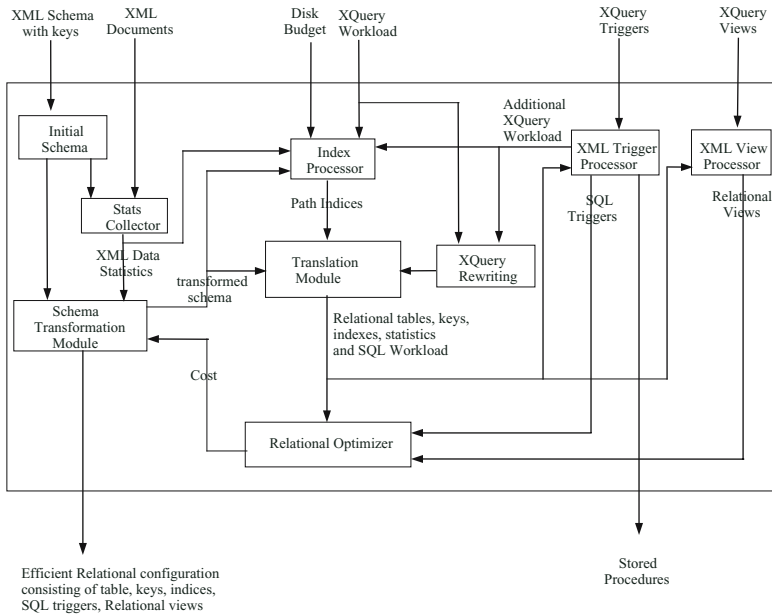 XML Schema
with keys
XML
Documents
Disk
Budget
XQuery
Workload
XQuery
Triggers
XQuery
Views
Initial
Schema
Stats
Collector
Index
Processor
Additional
XQuery
Workload
XML Trigger
Processor
XML View
Processor
Path Indices
SQL
Triggers
Relational
Views
XML Data
Statistics
transformed
schema
Translation
Module
XQuery
Rewriting
Schema
Transformation
Module
Relational tables, keys,
indexes, statistics
and SQL Workload
Cost
Relational Optimizer
Efficient Relational configuration
consisting of table, keys, indices,
SQL triggers, Relational views
Stored
Procedures